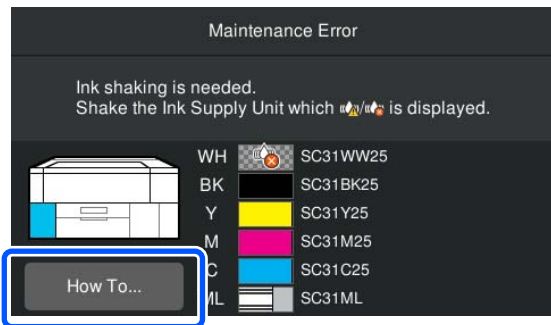 Maintenance Error
Ink shaking is needed.
Shake the Ink Supply Unit which / is displayed.
WH SC31WW25
BK SC31BK25
Y SC31Y25
M SC31M25
C SC31C25
ML SC31ML
How To...